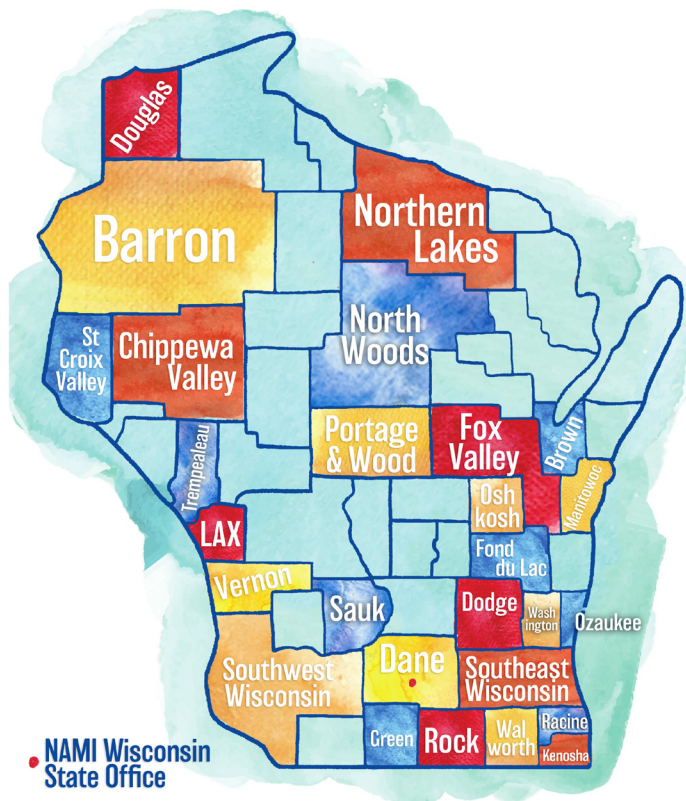 Douglas
Barron
Northern
Lakes
North
Woods
St
Croix
Valley
Chippewa
Valley
Portage
& Wood
Fox
Valley
Brown
Trempealeau
Osh
kosh
Manitowoc
LAX
Fond
du Lac
Vernon
Sauk
Dodge
Wash
ington
Ozaukee
Southwest
Wisconsin
Dane
Southeast
Wisconsin
Green
Rock
Wal
worth
Racine
Kenosha
NAMI Wisconsin
State Office